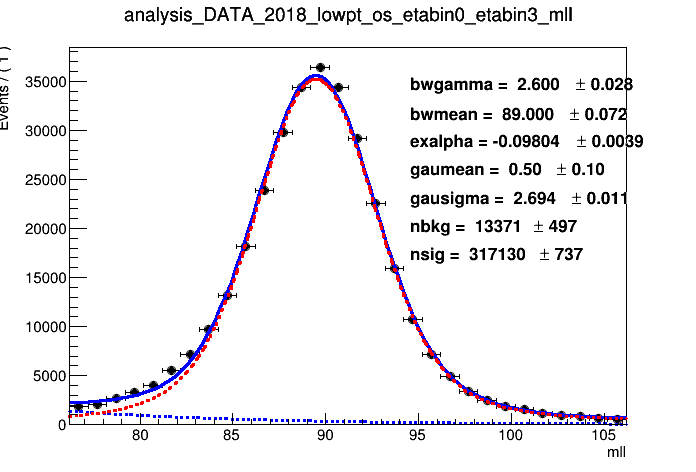 analysis_DATA_2018_lowpt_os_etabin0_etabin3_mll
Events / ( 1 )
35000
30000
25000
20000
15000
10000
5000
0
bwgamma = 2.600 ± 0.028
bwmean = 89.000 ± 0.072
exalpha = -0.09804 ± 0.0039
gaumean = 0.50 ± 0.10
gausigma = 2.694 ± 0.011
nbkg = 13371 ± 497
nsig = 317130 ± 737
80 85 90 95 100 105
mll